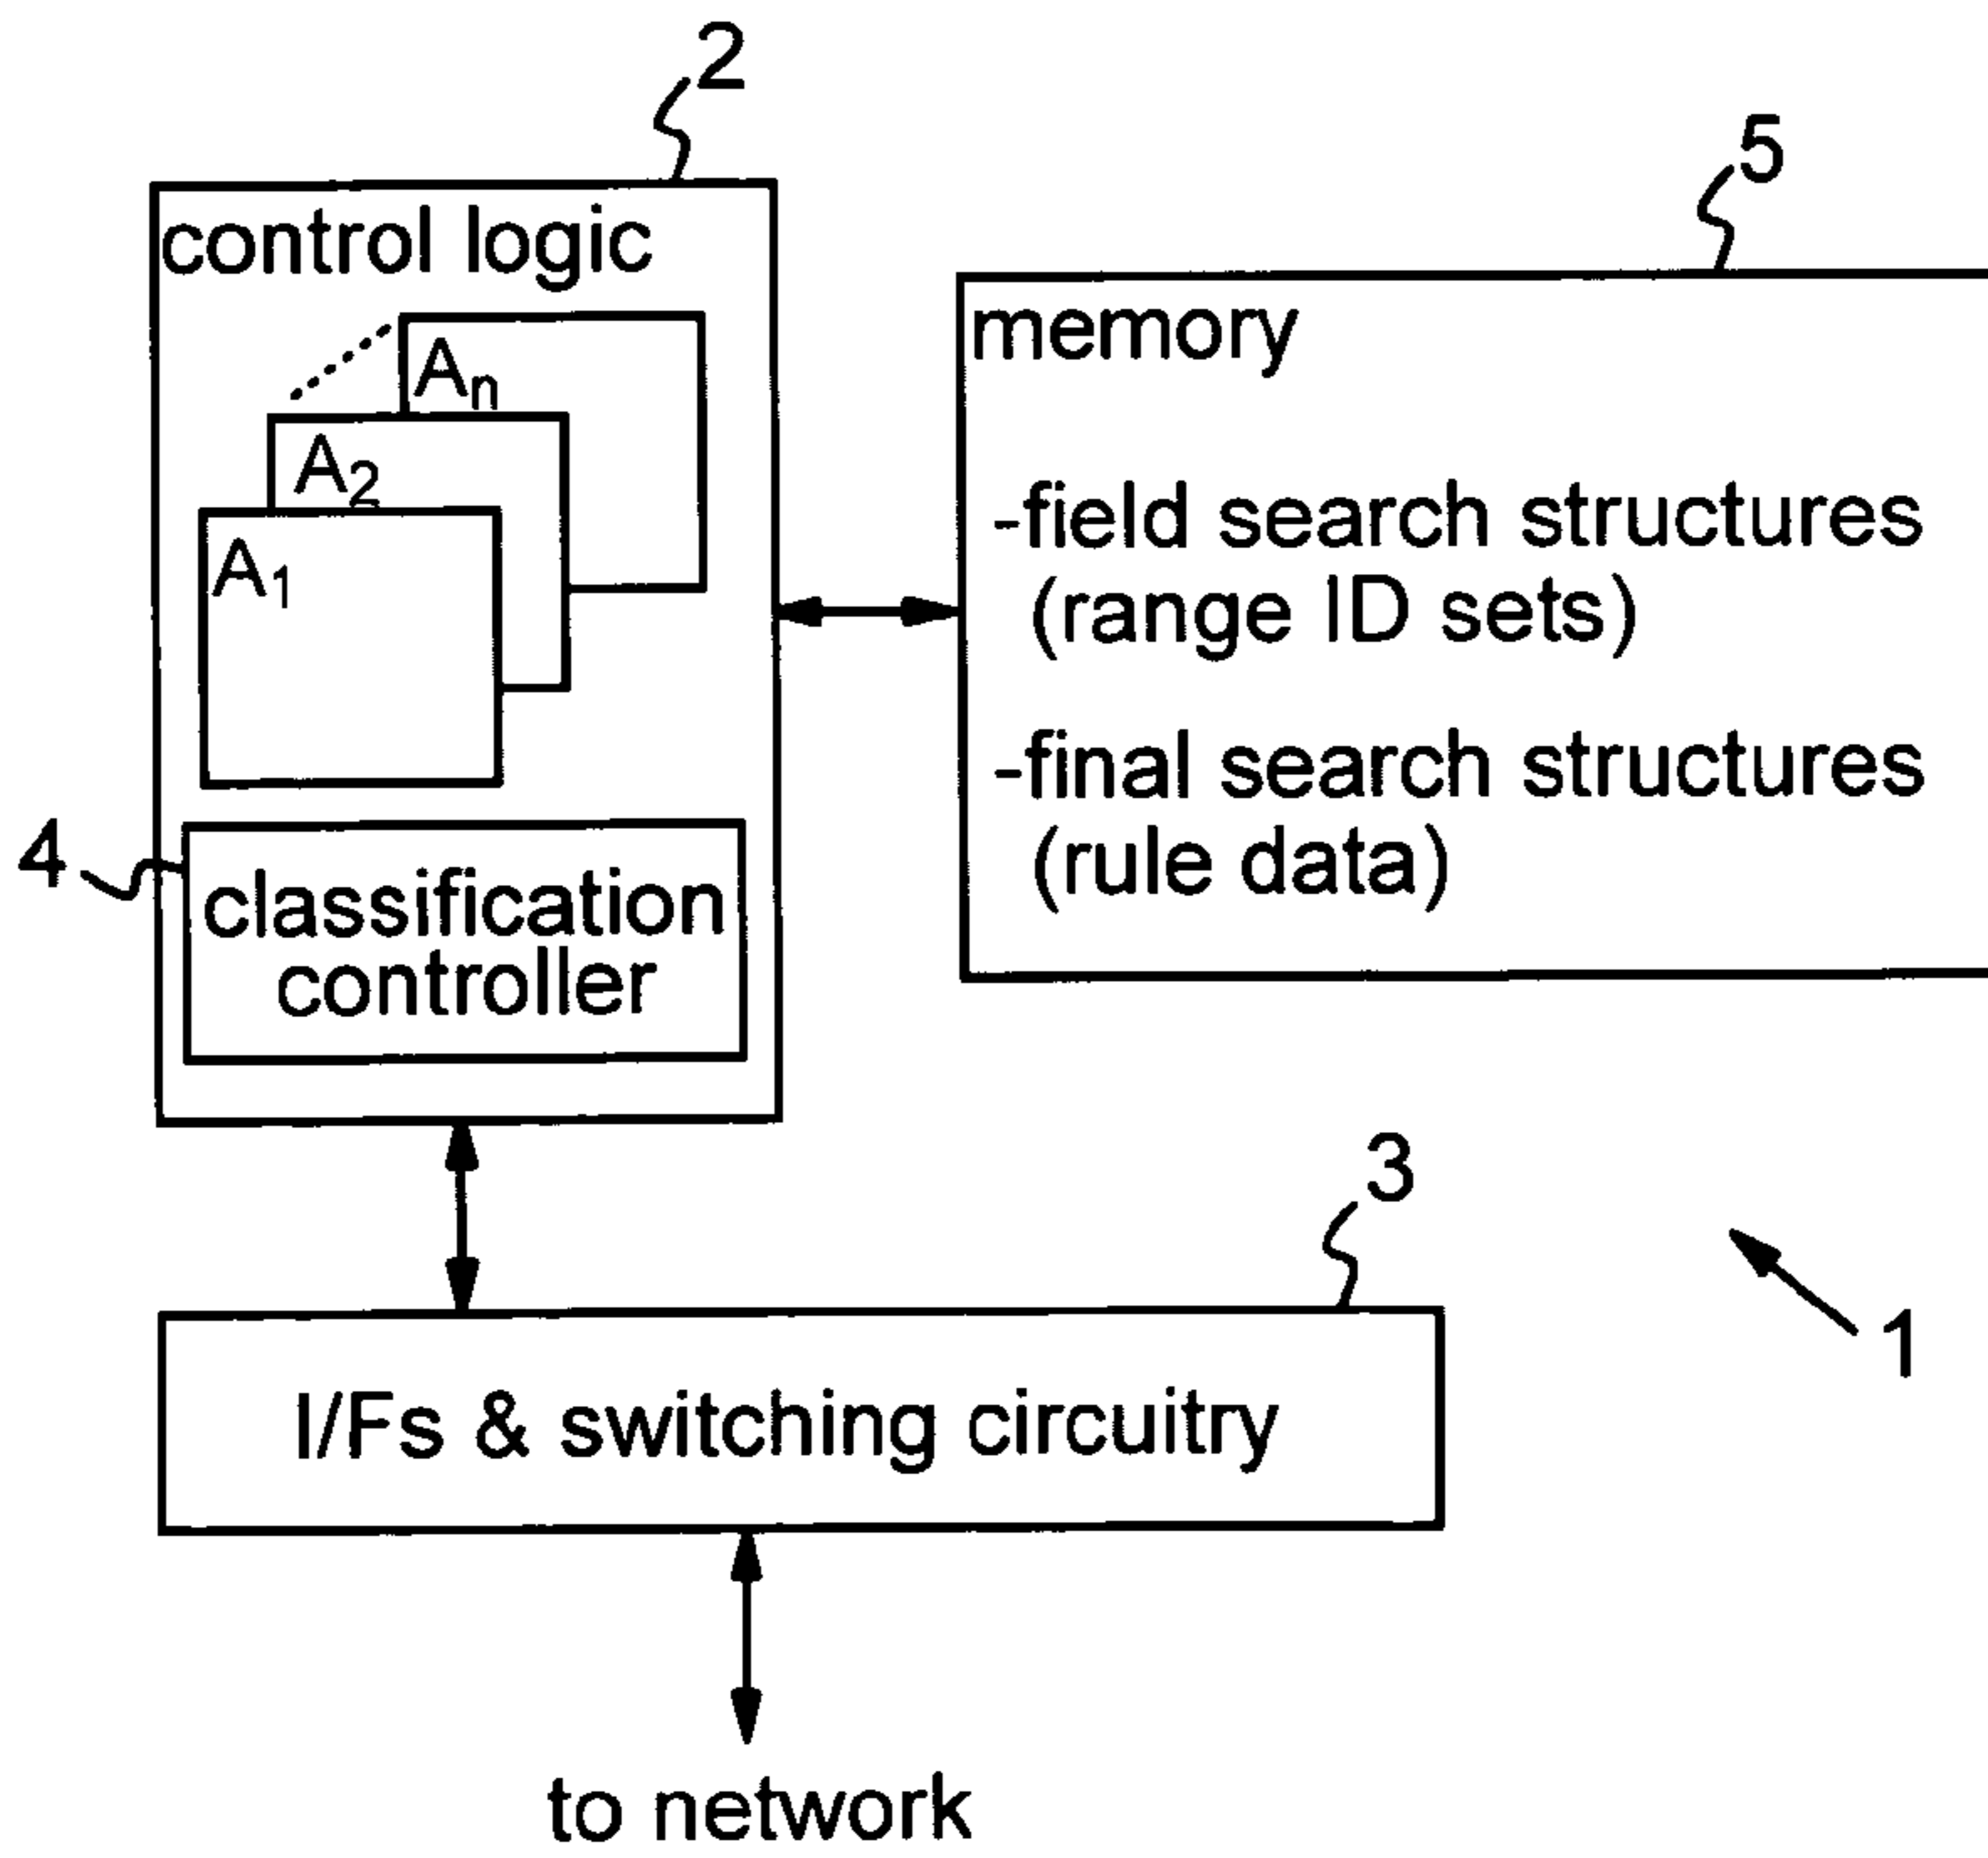 2
5
control logic
memory
Aₙ
A₂
A₁
-field search structures
(range ID sets)
-final search structures
(rule data)
4
classification
controller
3
1
I/Fs & switching circuitry
to network